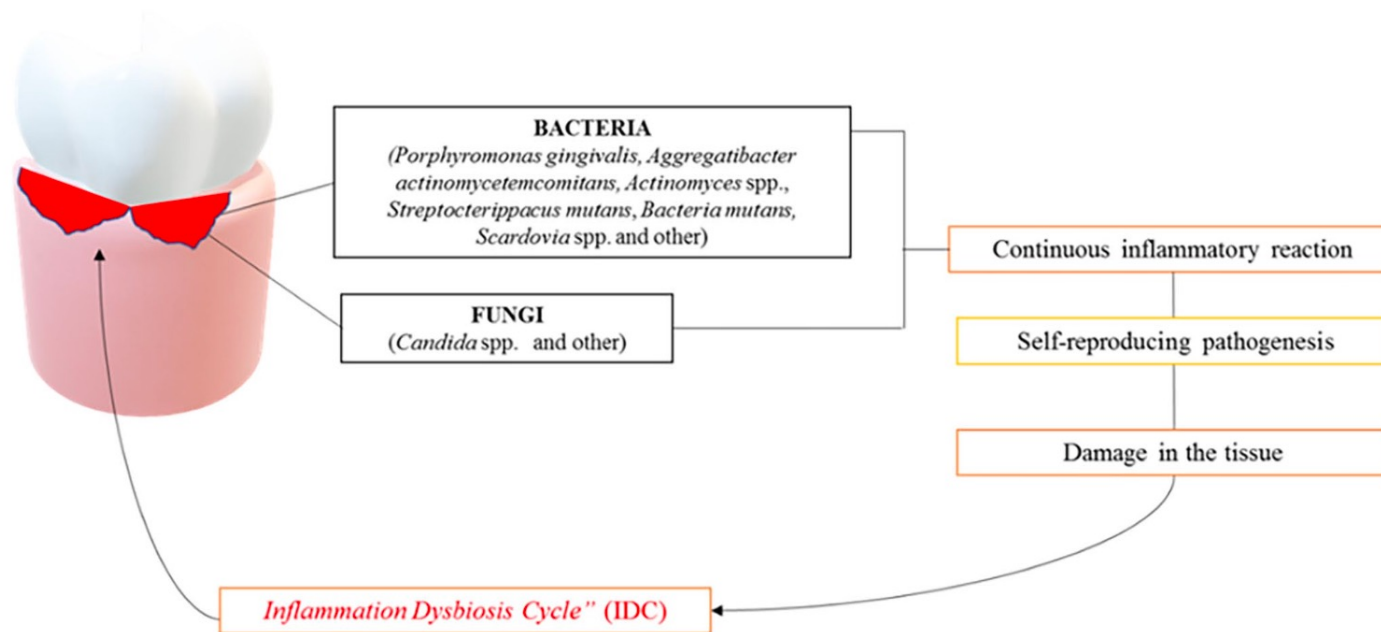 BACTERIA
(Porphyromonas gingivalis, Aggregatibacter
actinomycetemcomitans, Actinomyces spp.,
Streptocterippacus mutans, Bacteria mutans,
Scardovia spp. and other)
FUNGI
(Candida spp. and other)
Continuous inflammatory reaction
Self-reproducing pathogenesis
Damage in the tissue
Inflammation Dysbiosis Cycle” (IDC)